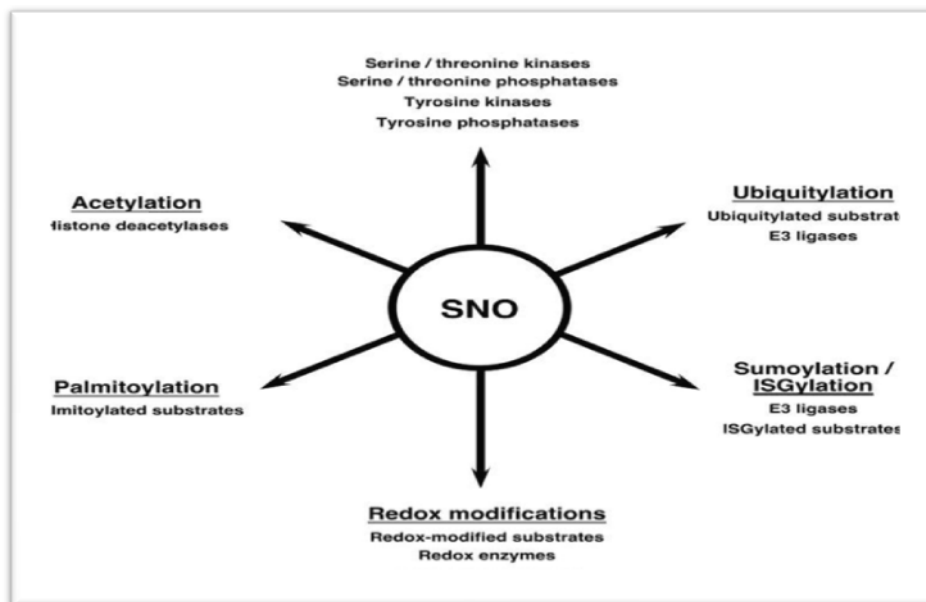 Serine / threonine kinases
Serine / threonine phosphatases
Tyrosine kinases
Tyrosine phosphatases
Acetylation
listone deacetylases
Ubiquitylation
Ubiquitylated substrat
E3 ligases
SNO
Palmitoylation
lmitoylated substrates
Sumoylation /
ISGylation
E3 ligases
ISGylated substrates
Redox modifications
Redox-modified substrates
Redox enzymes